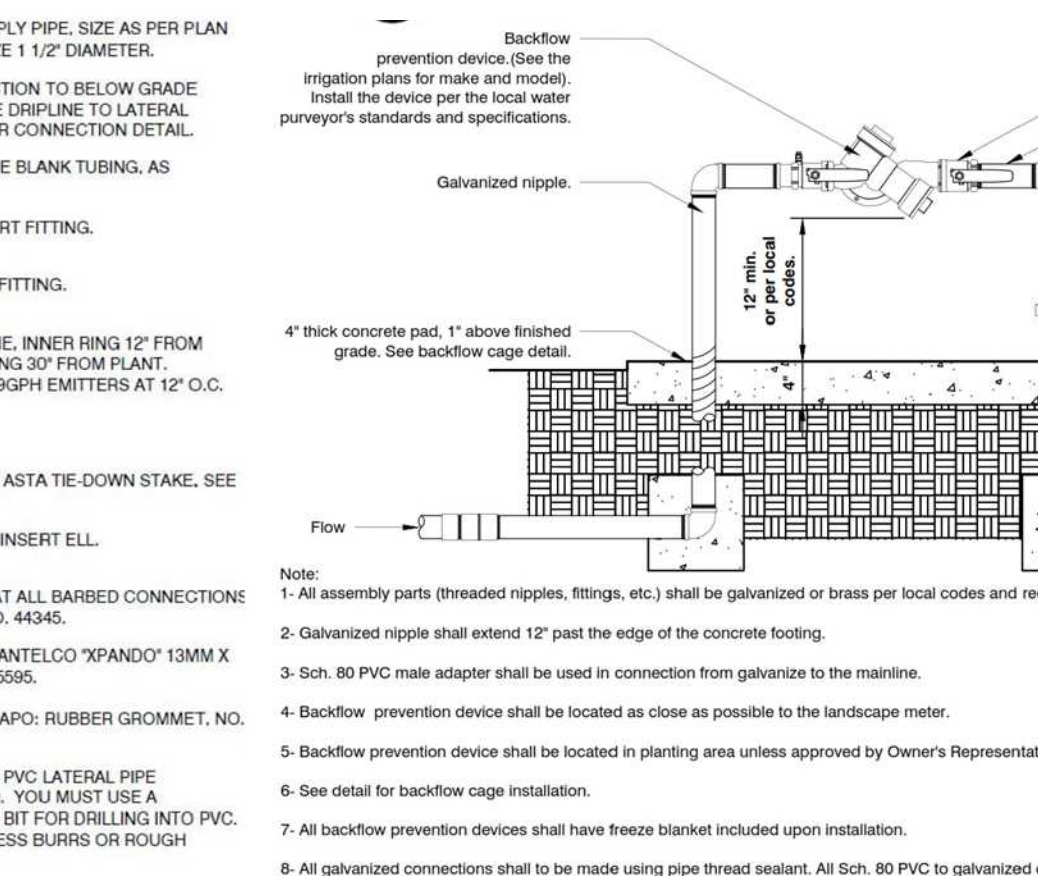 PLY PIPE, SIZE AS PER PLAN
ZE 1 1/2" DIAMETER.
CTION TO BELOW GRADE
E DRIPLINE TO LATERAL
R CONNECTION DETAIL.
E BLANK TUBING, AS
RT FITTING.
FITTING.
NE, INNER RING 12" FROM
NG 30" FROM PLANT.
9GPH EMITTERS AT 12" O.C.
ASTA TIE-DOWN STAKE, SEE
INSERT ELL.
AT ALL BARBED CONNECTIONS
O. 44345.
ANTELCO "XPANDO" 13MM X
5595.
APO: RUBBER GROMMET, NO.
PVC LATERAL PIPE
. YOU MUST USE A
BIT FOR DRILLING INTO PVC.
ESS BURRS OR ROUGH
Backflow
prevention device.(See the
irrigation plans for make and model).
Install the device per the local water
purveyor's standards and specifications.
Galvanized nipple.
12" min.
or per local
codes.
4" thick concrete pad, 1" above finished
grade. See backflow cage detail.
4"
Flow
Note:
1- All assembly parts (threaded nipples, fittings, etc.) shall be galvanized or brass per local codes and re
2- Galvanized nipple shall extend 12" past the edge of the concrete footing.
3- Sch. 80 PVC male adapter shall be used in connection from galvanize to the mainline.
4- Backflow prevention device shall be located as close as possible to the landscape meter.
5- Backflow prevention device shall be located in planting area unless approved by Owner's Representat
6- See detail for backflow cage installation.
7- All backflow prevention devices shall have freeze blanket included upon installation.
8- All galvanized connections shall to be made using pipe thread sealant. All Sch. 80 PVC to galvanized